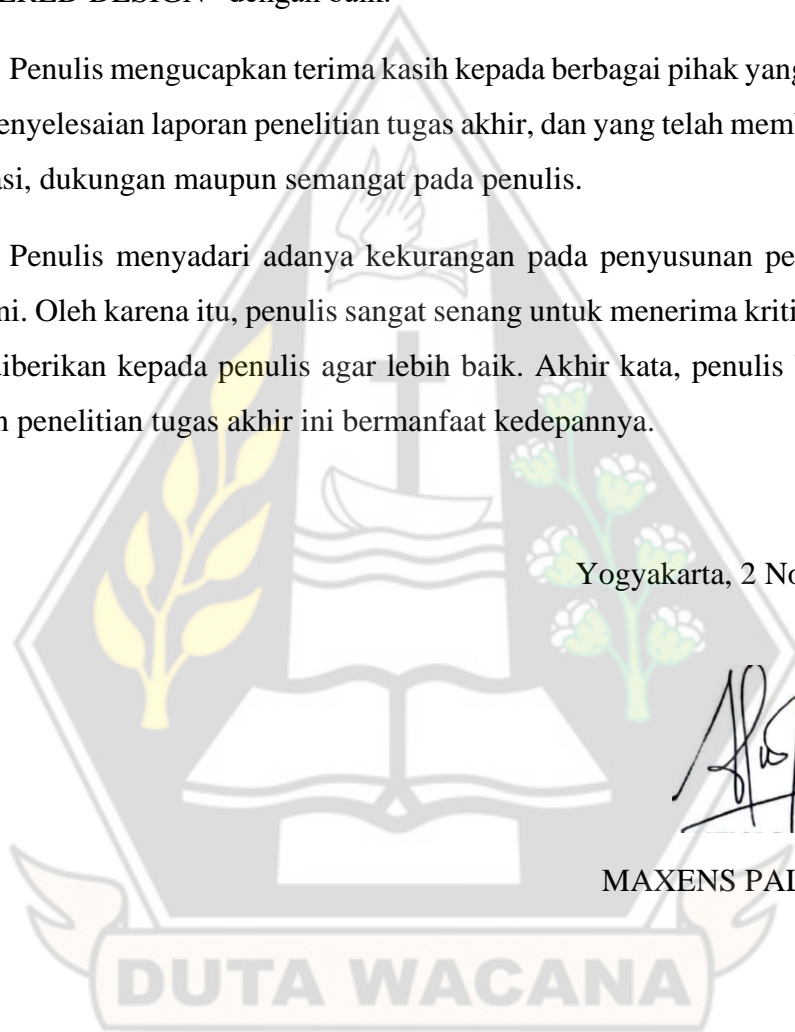 ERED DESIGN” dengan baik.
Penulis mengucapkan terima kasih kepada berbagai pihak yang
enyelesaian laporan penelitian tugas akhir, dan yang telah mem
asi, dukungan maupun semangat pada penulis.
Penulis menyadari adanya kekurangan pada penyusunan pe
ni. Oleh karena itu, penulis sangat senang untuk menerima kriti
diberikan kepada penulis agar lebih baik. Akhir kata, penulis
n penelitian tugas akhir ini bermanfaat kedepannya.
Yogyakarta, 2 No
MAXENS PAL
DUTA WACANA